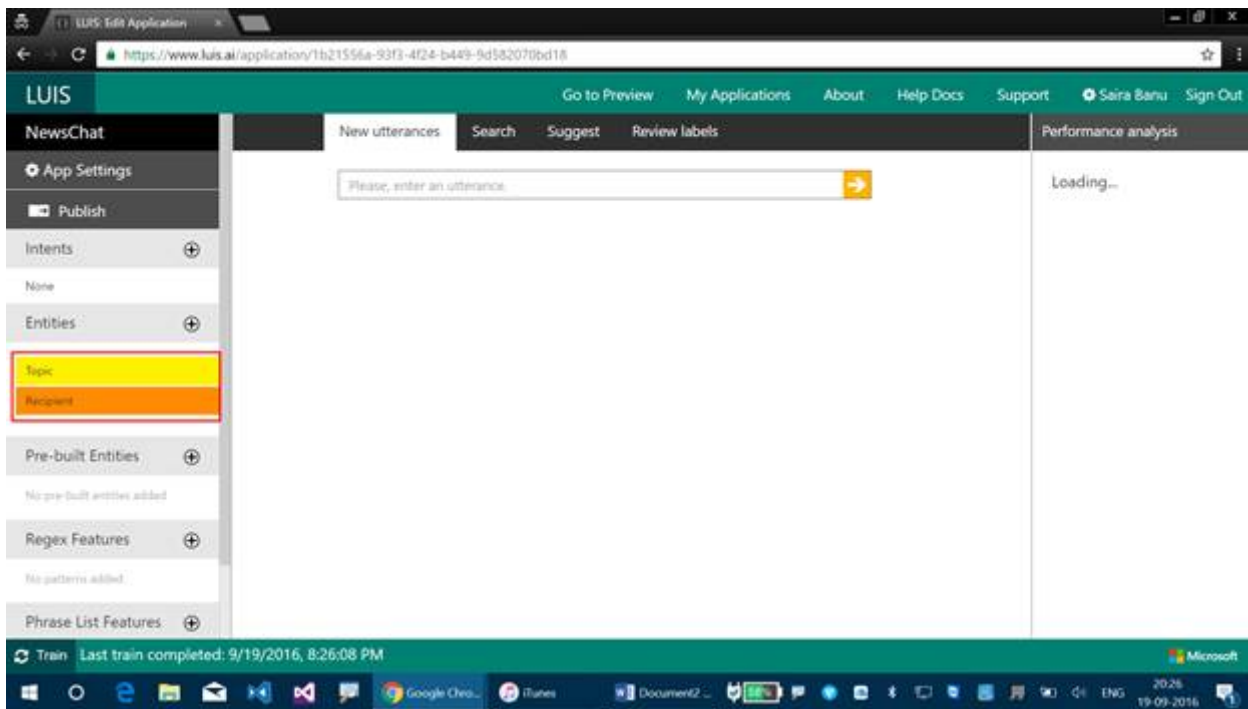 LUIS: Edit Application
https://www.luis.ai/application/1b21556a-93f3-4f24-b449-9d582070bd18
LUIS Go to Preview My Applications About Help Docs Support Saira Banu Sign Out
NewsChat New utterances Search Suggest Review labels Performance analysis
App Settings
Please, enter an utterance.
Loading...
Publish
Intents
None
Entities
Topic
Recipient
Pre-built Entities
No pre-built entities added
Regex Features
No patterns added.
Phrase List Features
Train Last train completed: 9/19/2016, 8:26:08 PM Microsoft
Google Chro... iTunes Document2 - ENG 20:26
19-09-2016